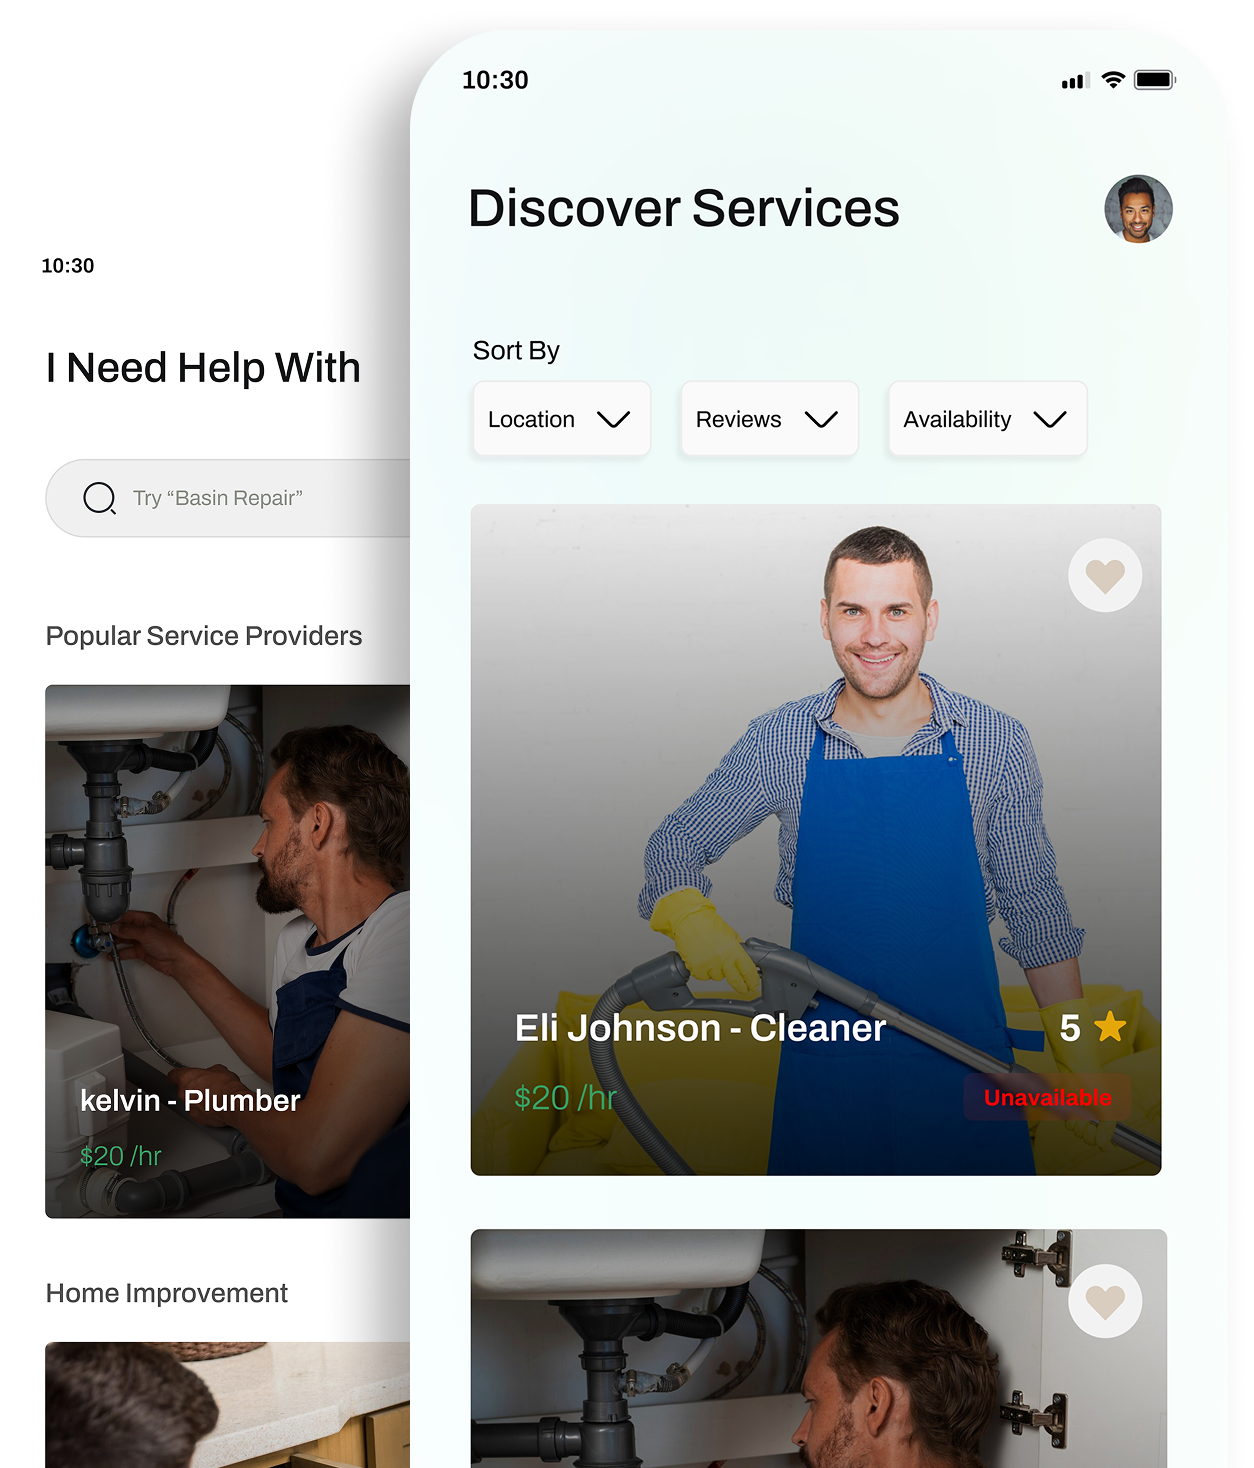 10:30
Discover Services
Sort By
Location
Reviews
Availability
Eli Johnson - Cleaner
5
$20 /hr
Unavailable
10:30
I Need Help With
Try “Basin Repair”
Popular Service Providers
kelvin - Plumber
$20 /hr
Home Improvement